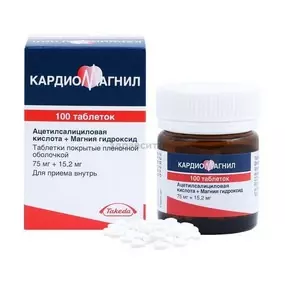 КАРДИОМАГНИЛ
100 таблеток
Ацетилсалициловая
кислота + Магния гидроксид
Таблетки покрытые пленочной
оболочкой
75 мг + 15,2 мг
Для приема внутрь
Takeda
КАРДИОМАГНИЛ
100 таблеток
Ацетилсалициловая
кислота + Магния гидроксид
75 мг + 15,2 мг